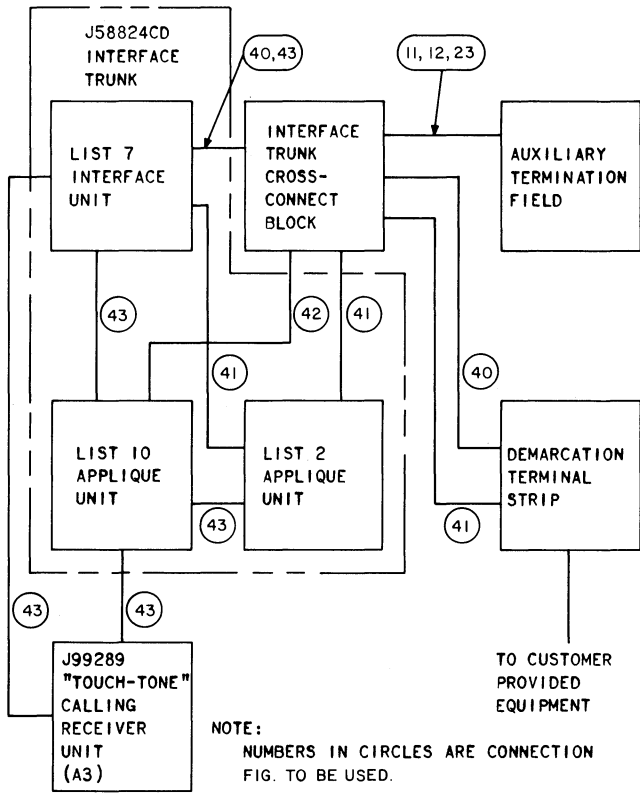 J58824CD
INTERFACE
TRUNK
40,43
11, 12, 23
LIST 7
INTERFACE
UNIT
INTERFACE
TRUNK
CROSS-
CONNECT
BLOCK
AUXILIARY
TERMINATION
FIELD
43
42
41
41
40
LIST 10
APPLIQUE
UNIT
LIST 2
APPLIQUE
UNIT
DEMARCATION
TERMINAL
STRIP
43
41
43
43
J99289
"TOUCH-TONE"
CALLING
RECEIVER
UNIT
(A3)
TO CUSTOMER
PROVIDED
EQUIPMENT
NOTE:
NUMBERS IN CIRCLES ARE CONNECTION
FIG. TO BE USED.